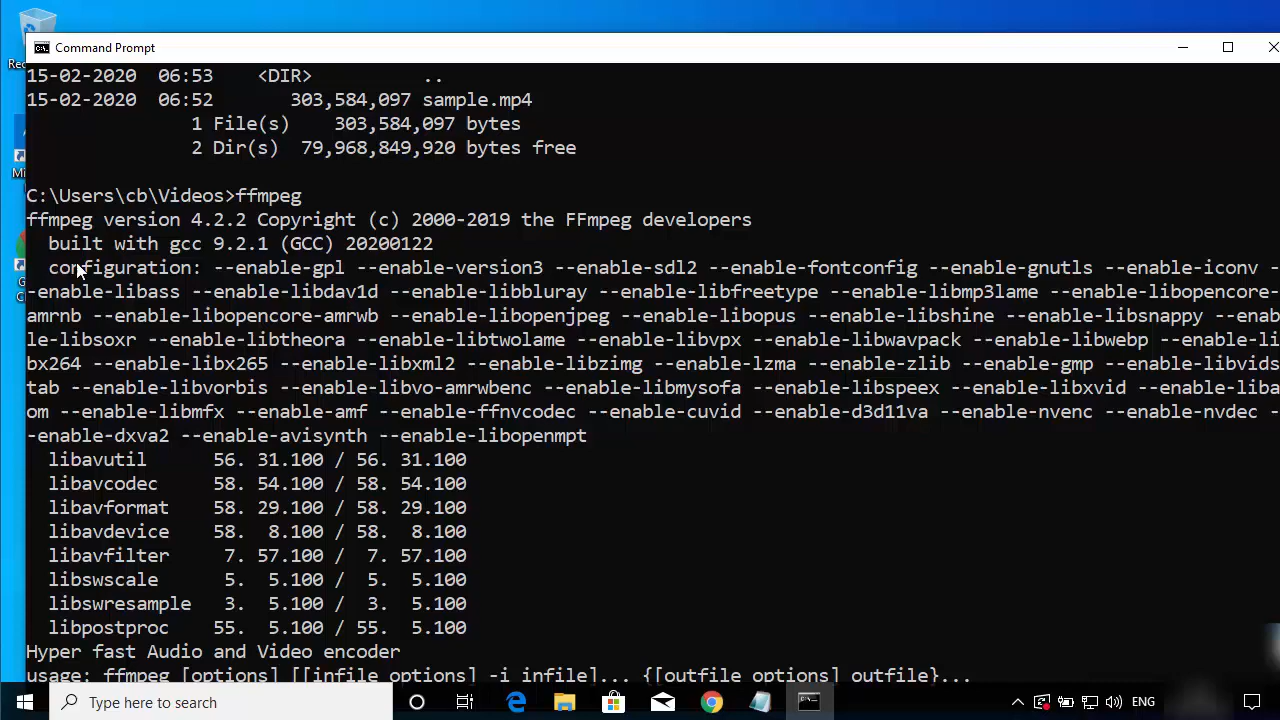 Command Prompt
15-02-2020  06:53    <DIR>          ..
15-02-2020  06:52       303,584,097 sample.mp4
               1 File(s)    303,584,097 bytes
               2 Dir(s)  79,968,849,920 bytes free
C:\Users\cb\Videos>ffmpeg
ffmpeg version 4.2.2 Copyright (c) 2000-2019 the FFmpeg developers
  built with gcc 9.2.1 (GCC) 20200122
  configuration: --enable-gpl --enable-version3 --enable-sdl2 --enable-fontconfig --enable-gnutls --enable-iconv -
-enable-libass --enable-libdav1d --enable-libbluray --enable-libfreetype --enable-libmp3lame --enable-libopencore-
amrnb --enable-libopencore-amrwb --enable-libopenjpeg --enable-libopus --enable-libshine --enable-libsnappy --enab
le-libsoxr --enable-libtheora --enable-libtwolame --enable-libvpx --enable-libwavpack --enable-libwebp --enable-li
bx264 --enable-libx265 --enable-libxml2 --enable-libzimg --enable-lzma --enable-zlib --enable-gmp --enable-libvids
tab --enable-libvorbis --enable-libvo-amrwbenc --enable-libmysofa --enable-libspeex --enable-libxvid --enable-liba
om --enable-libmfx --enable-amf --enable-ffnvcodec --enable-cuvid --enable-d3d11va --enable-nvenc --enable-nvdec -
-enable-dxva2 --enable-avisynth --enable-libopenmpt
  libavutil      56. 31.100 / 56. 31.100
  libavcodec     58. 54.100 / 58. 54.100
  libavformat    58. 29.100 / 58. 29.100
  libavdevice    58.  8.100 / 58.  8.100
  libavfilter     7. 57.100 /  7. 57.100
  libswscale      5.  5.100 /  5.  5.100
  libswresample   3.  5.100 /  3.  5.100
  libpostproc    55.  5.100 / 55.  5.100
Hyper fast Audio and Video encoder
usage: ffmpeg [options] [[infile options] -i infile]... {[outfile options] outfile}...
Type here to search
ENG